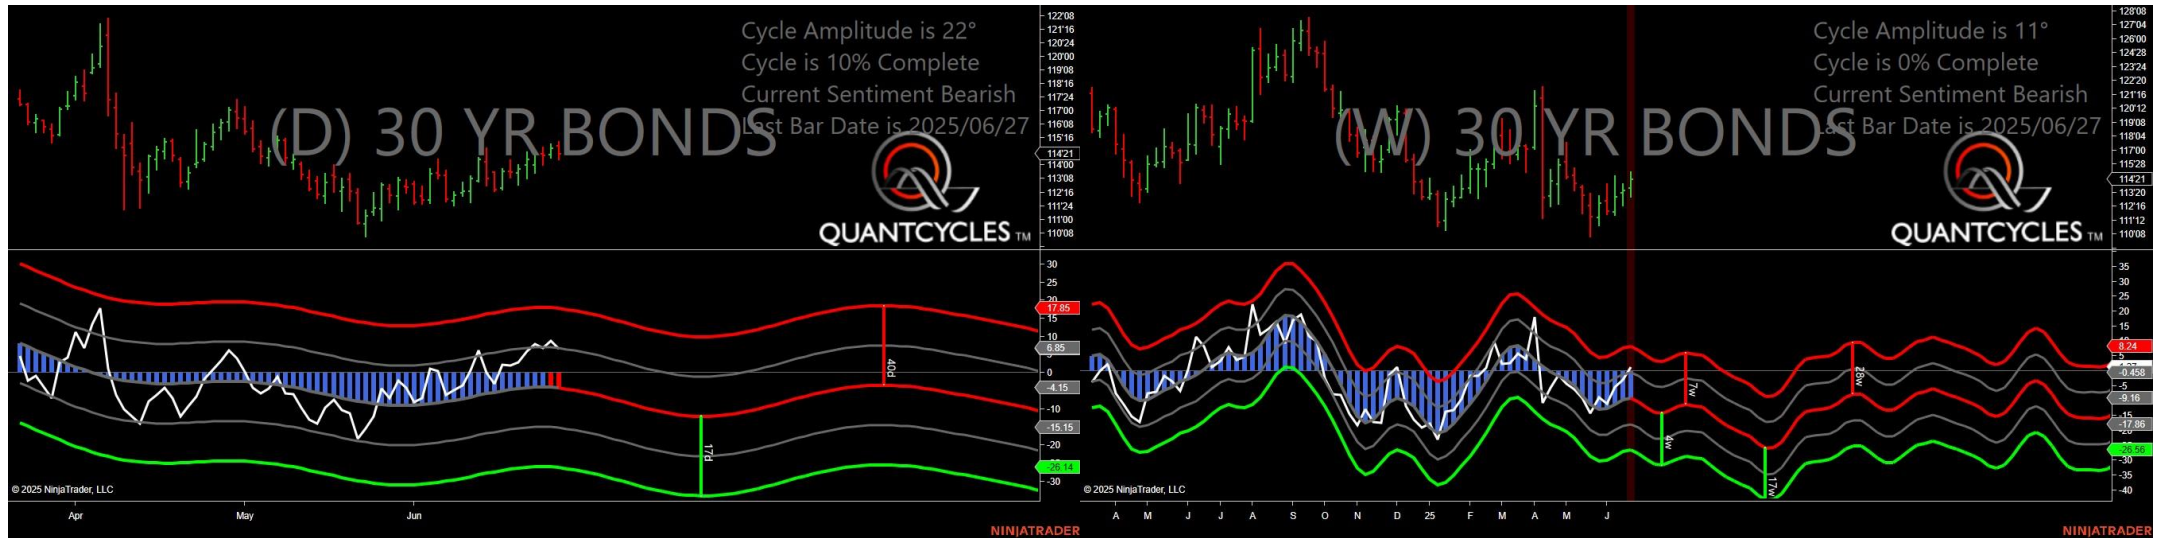 Cycle Amplitude is 22°
Cycle is 10% Complete
Current Sentiment Bearish
Last Bar Date is 2025/06/27
(D) 30 YR BONDS
QUANTCYCLES TM
122'08
121'16
120'24
120'00
119'08
118'16
117'24
117'00
116'08
115'16
114'21
114'00
113'08
112'16
111'24
111'00
110'08
30
25
20
17.85
15
10
6.85
5
0
-4.15
-10
-15.15
-20
-26.14
-30
40d
17d
© 2025 NinjaTrader, LLC
Apr
May
Jun
NINJATRADER
Cycle Amplitude is 11°
Cycle is 0% Complete
Current Sentiment Bearish
Last Bar Date is 2025/06/27
(W) 30 YR BONDS
QUANTCYCLES TM
128'08
127'04
126'00
124'28
123'24
122'20
121'16
120'12
119'08
118'04
117'00
115'28
114'21
113'20
112'16
111'12
110'08
35
30
25
20
15
10
8.24
5
-0.458
-5
-9.16
-15
-17.86
-26.56
-30
-35
-40
7w
28w
4w
17w
© 2025 NinjaTrader, LLC
A
M
J
J
A
S
O
N
D
25
F
M
A
M
J
NINJATRADER